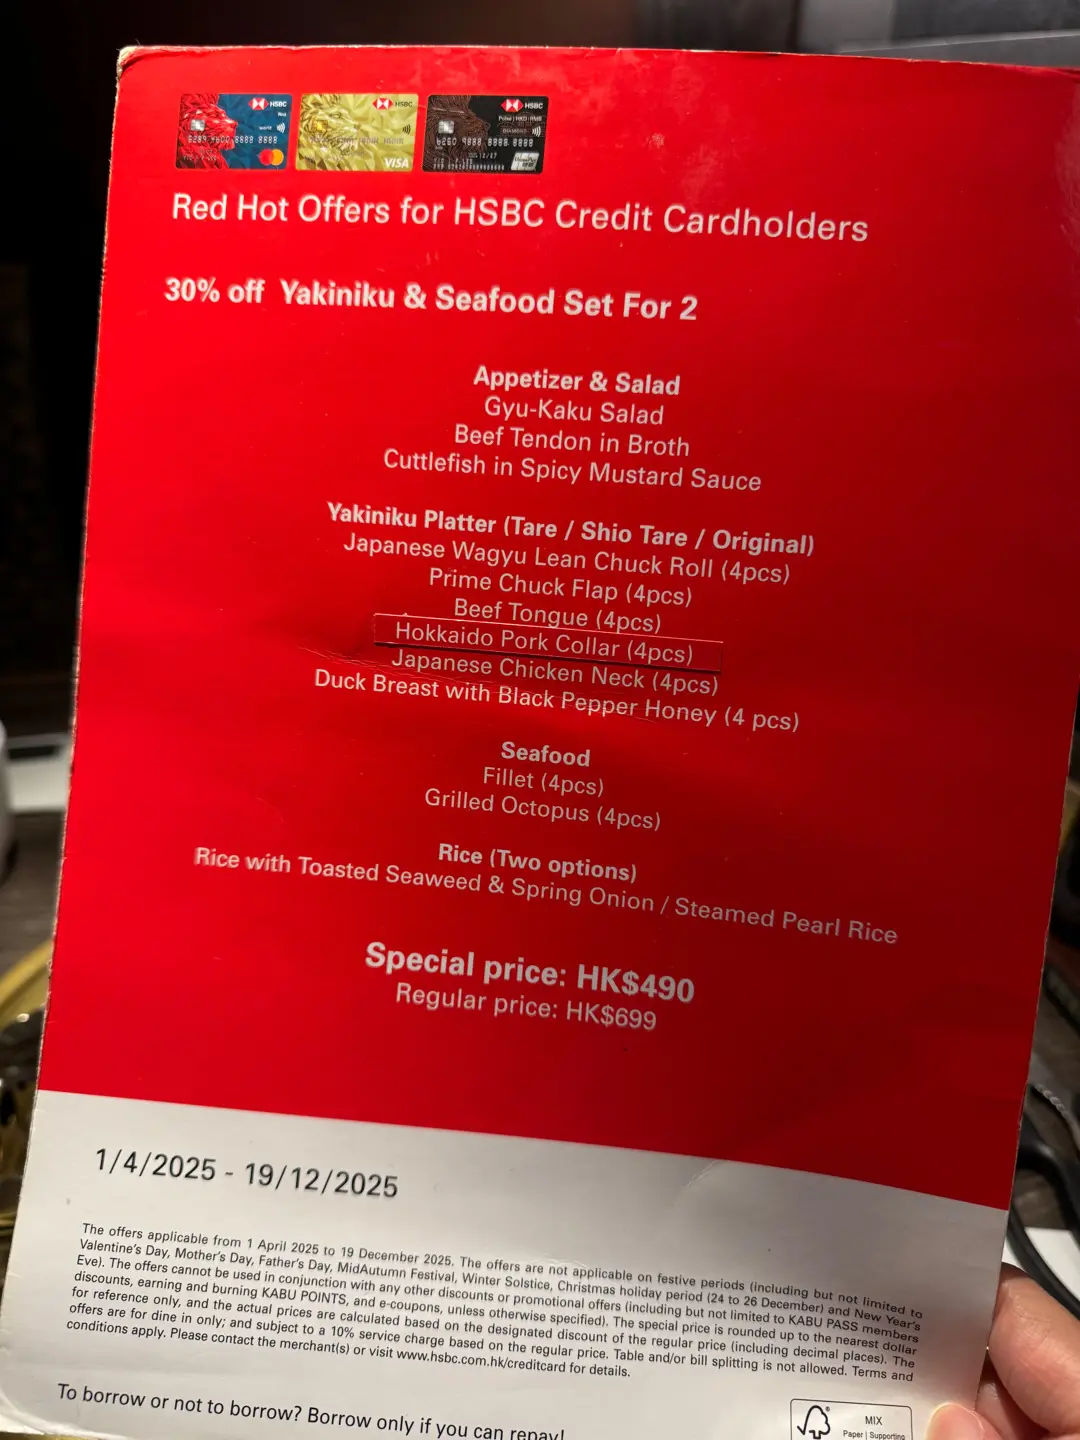 HSBC
HSBC
HSBC
Red
world
Pulse | HKD | RMB
DIAMOND
VISA
Red Hot Offers for HSBC Credit Cardholders
30% off Yakiniku & Seafood Set For 2
Appetizer & Salad
Gyu-Kaku Salad
Beef Tendon in Broth
Cuttlefish in Spicy Mustard Sauce
Yakiniku Platter (Tare / Shio Tare / Original)
Japanese Wagyu Lean Chuck Roll (4pcs)
Prime Chuck Flap (4pcs)
Beef Tongue (4pcs)
Hokkaido Pork Collar (4pcs)
Japanese Chicken Neck (4pcs)
Duck Breast with Black Pepper Honey (4 pcs)
Seafood
Fillet (4pcs)
Grilled Octopus (4pcs)
Rice (Two options)
Rice with Toasted Seaweed & Spring Onion / Steamed Pearl Rice
Special price: HK$490
Regular price: HK$699
1/4/2025 - 19/12/2025
The offers applicable from 1 April 2025 to 19 December 2025. The offers are not applicable on festive periods (including but not limited to
Valentine's Day, Mother's Day, Father's Day, MidAutumn Festival, Winter Solstice, Christmas holiday period (24 to 26 December) and New Year's
Eve). The offers cannot be used in conjunction with any other discounts or promotional offers (including but not limited to KABU PASS members
discounts, earning and burning KABU POINTS, and e-coupons, unless otherwise specified). The special price is rounded up to the nearest dollar
for reference only, and the actual prices are calculated based on the designated discount of the regular price (including decimal places). The
offers are for dine in only; and subject to a 10% service charge based on the regular price. Table and/or bill splitting is not allowed. Terms and
conditions apply. Please contact the merchant(s) or visit www.hsbc.com.hk/creditcard for details.
To borrow or not to borrow? Borrow only if you can repay!
MIX
Paper | Supporting